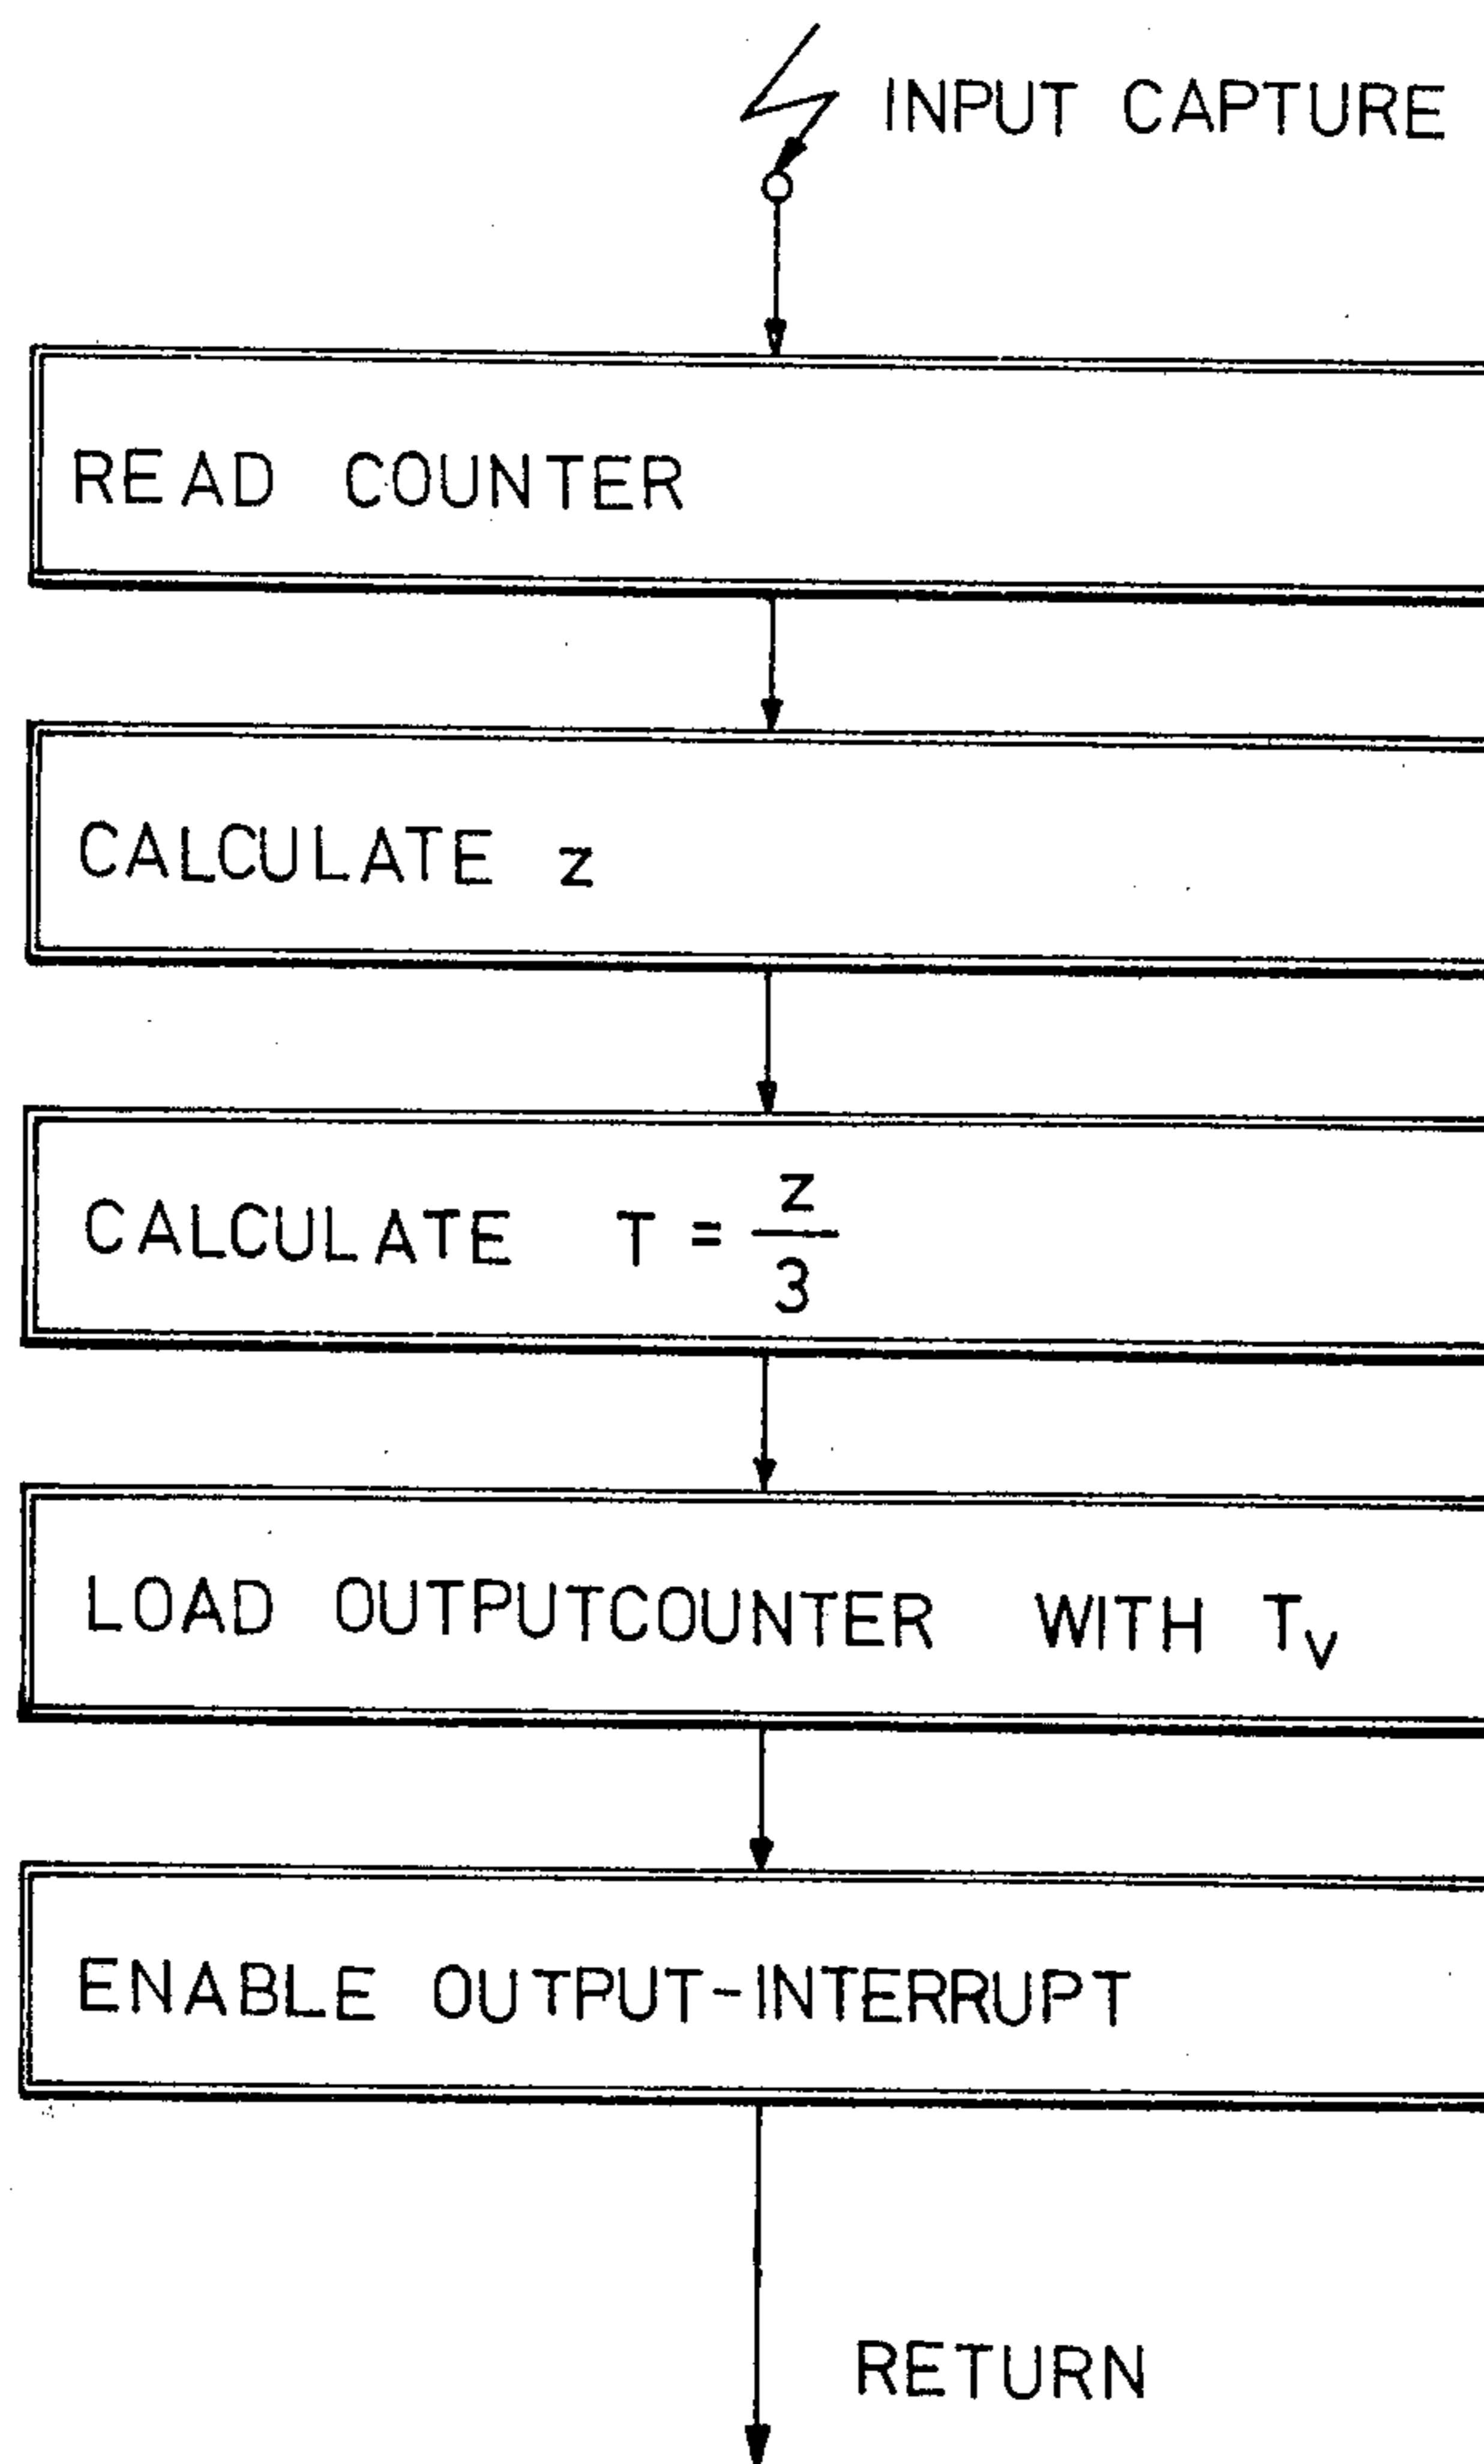 INPUT CAPTURE
READ COUNTER
CALCULATE z
CALCULATE T = z/3
LOAD OUTPUTCOUNTER WITH Tv
ENABLE OUTPUT-INTERRUPT
RETURN